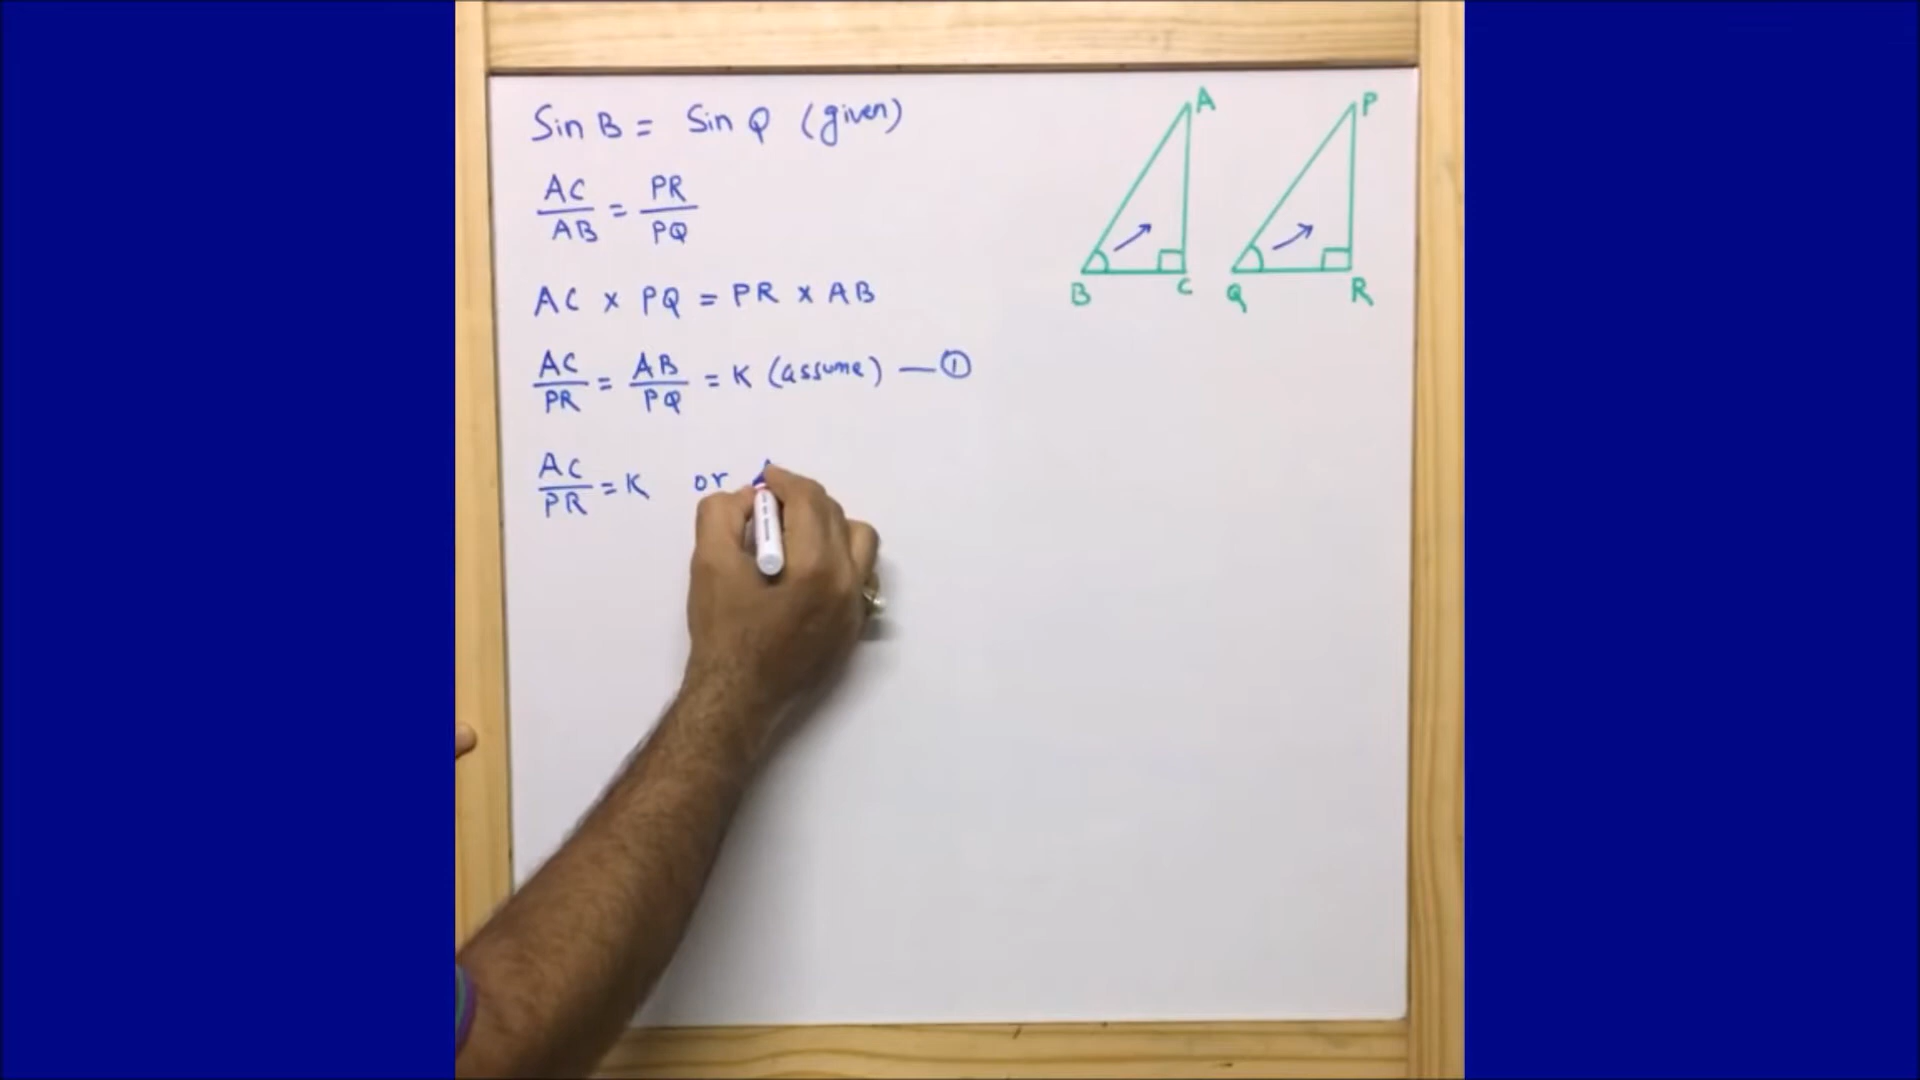 Sin B = Sin Q (given)
AC/AB = PR/PQ
AC × PQ = PR × AB
AC/PR = AB/PQ = K (assume) — ①
AC/PR = K or
A
B
C
P
Q
R